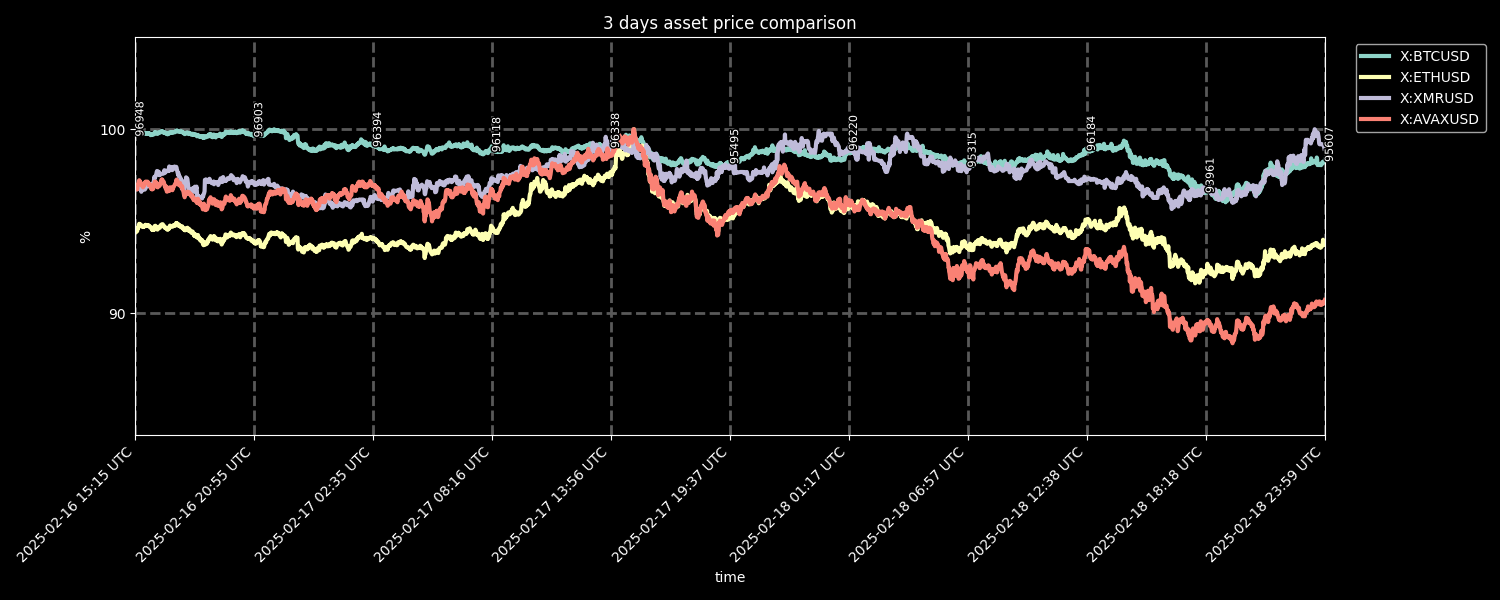 3 days asset price comparison
X:BTCUSD
X:ETHUSD
X:XMRUSD
X:AVAXUSD
100
90
%
96948
96903
96394
96118
96338
95495
96220
95315
96184
93961
95607
2025-02-16 15:15 UTC
2025-02-16 20:55 UTC
2025-02-17 02:35 UTC
2025-02-17 08:16 UTC
2025-02-17 13:56 UTC
2025-02-17 19:37 UTC
2025-02-18 01:17 UTC
2025-02-18 06:57 UTC
2025-02-18 12:38 UTC
2025-02-18 18:18 UTC
2025-02-18 23:59 UTC
time